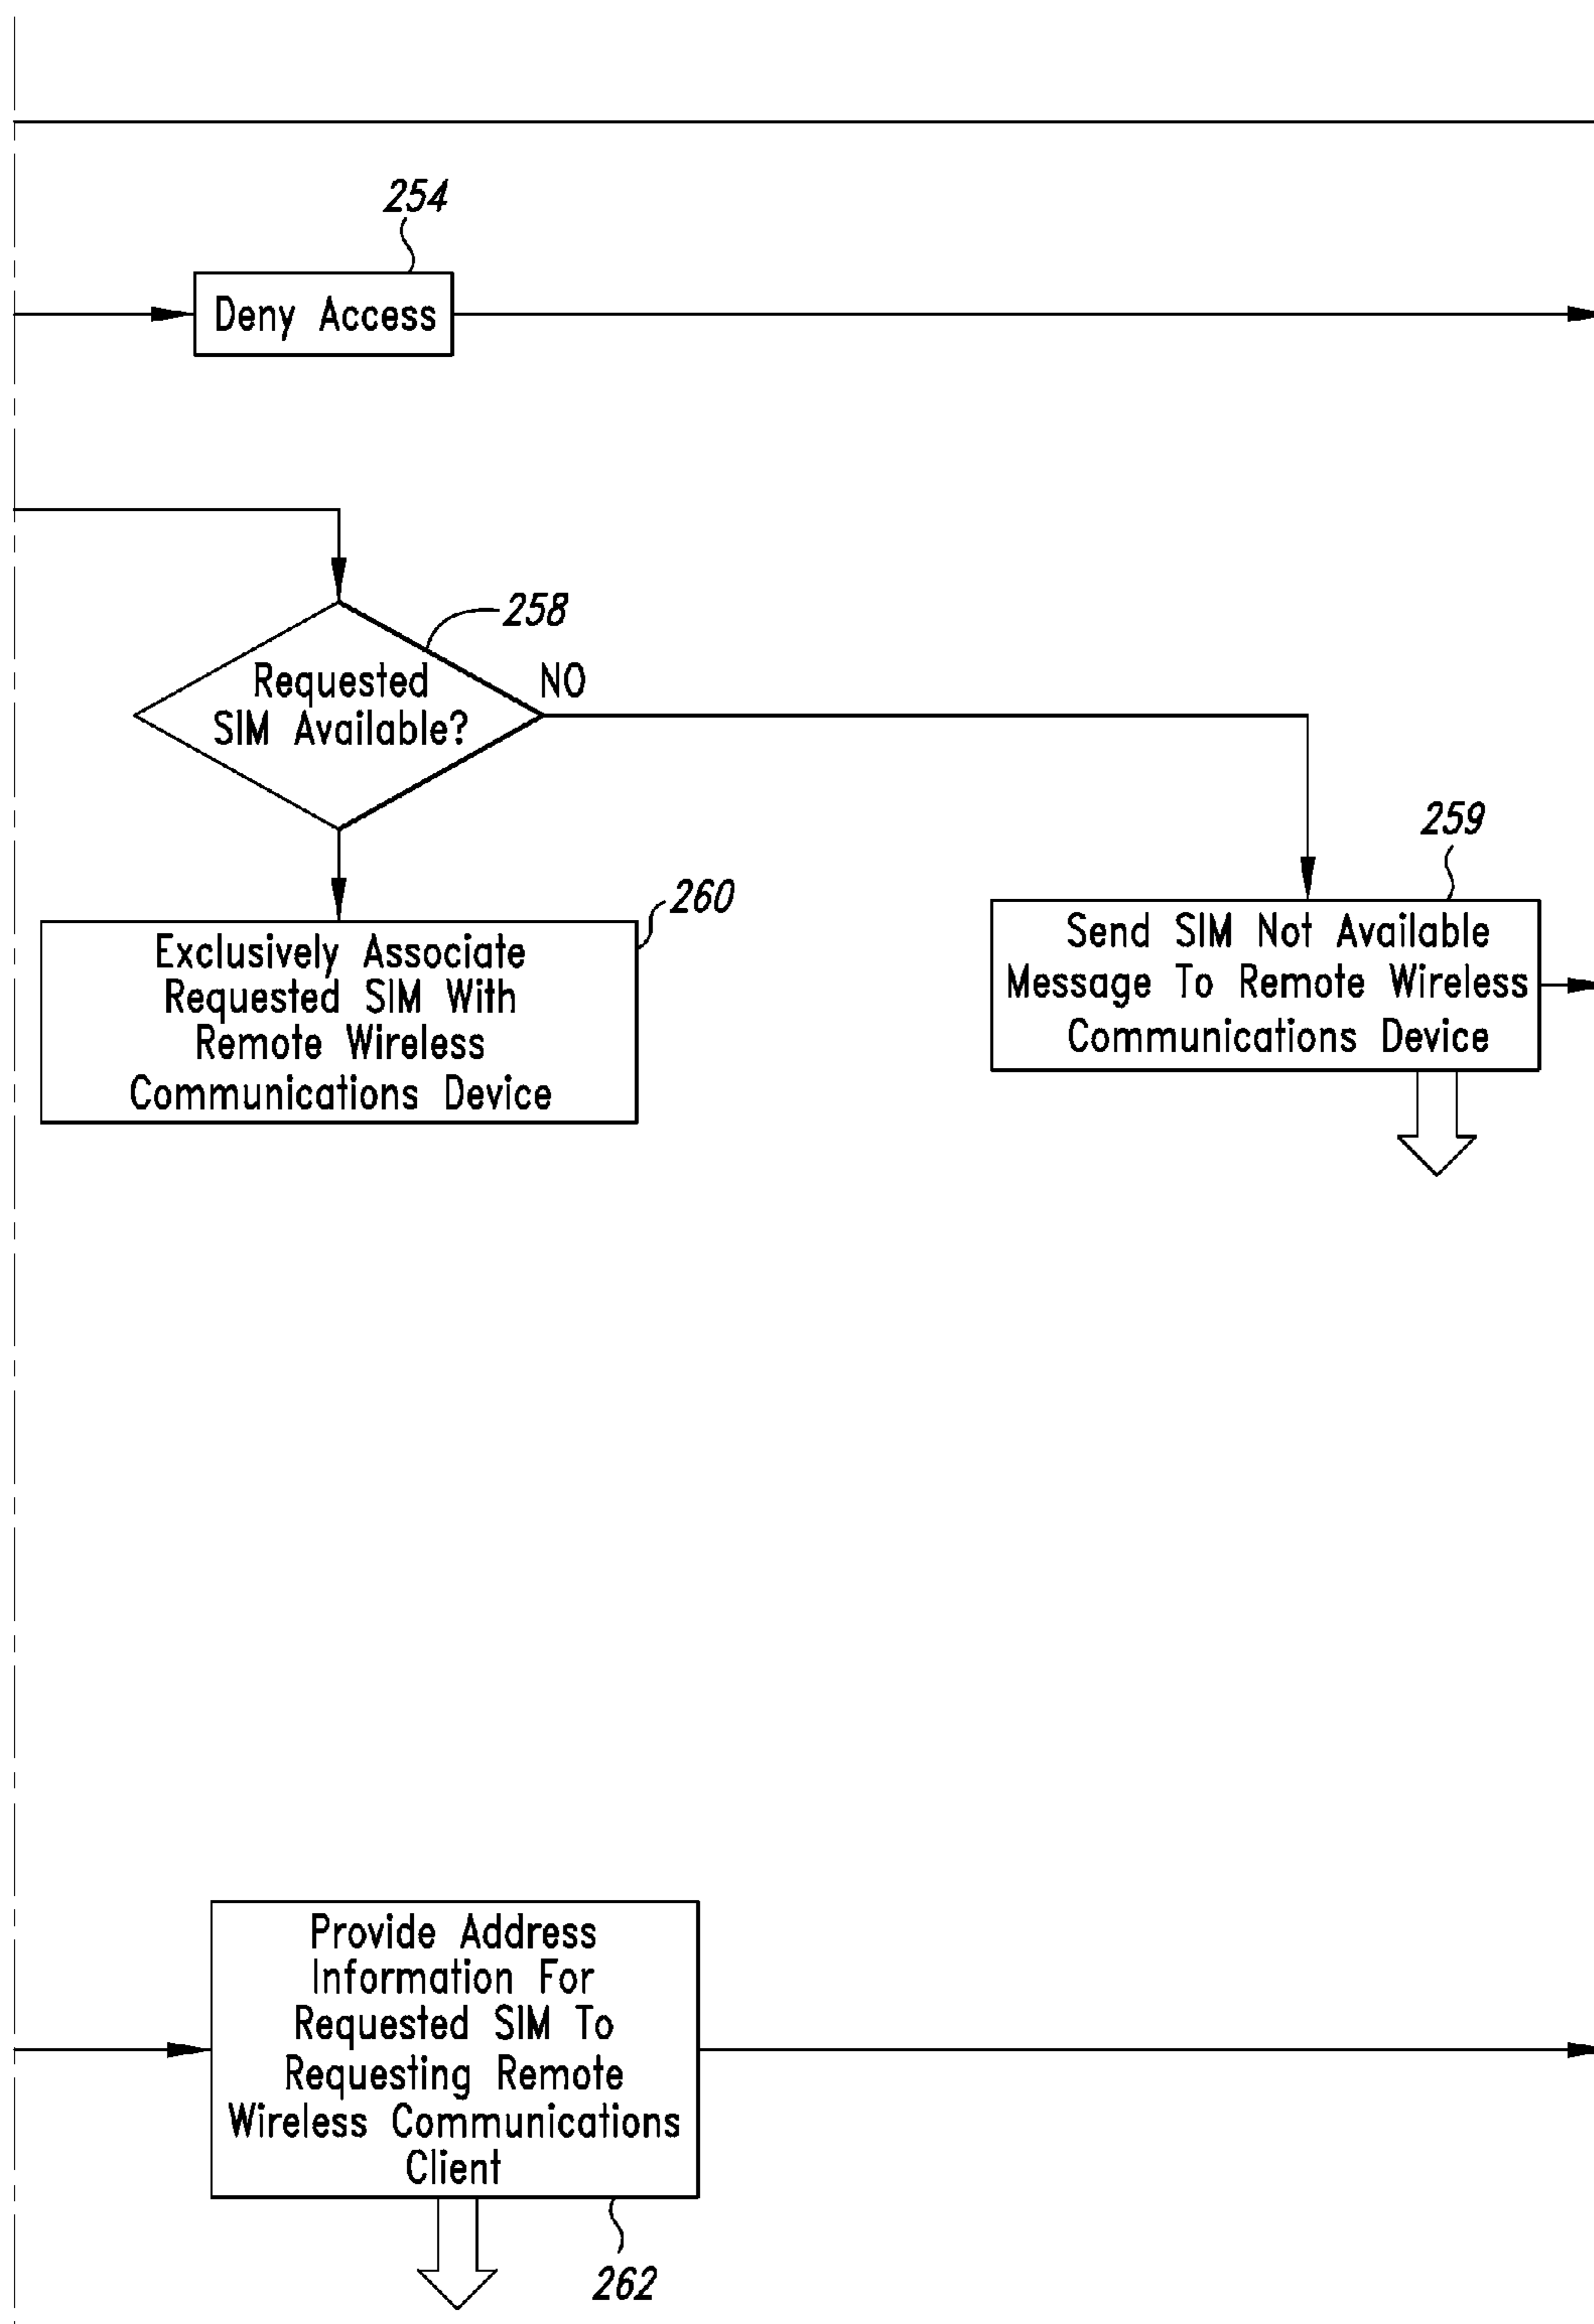 254
Deny Access
258
Requested
SIM Available?
NO
259
260
Exclusively Associate
Requested SIM With
Remote Wireless
Communications Device
Send SIM Not Available
Message To Remote Wireless
Communications Device
Provide Address
Information For
Requested SIM To
Requesting Remote
Wireless Communications
Client
262